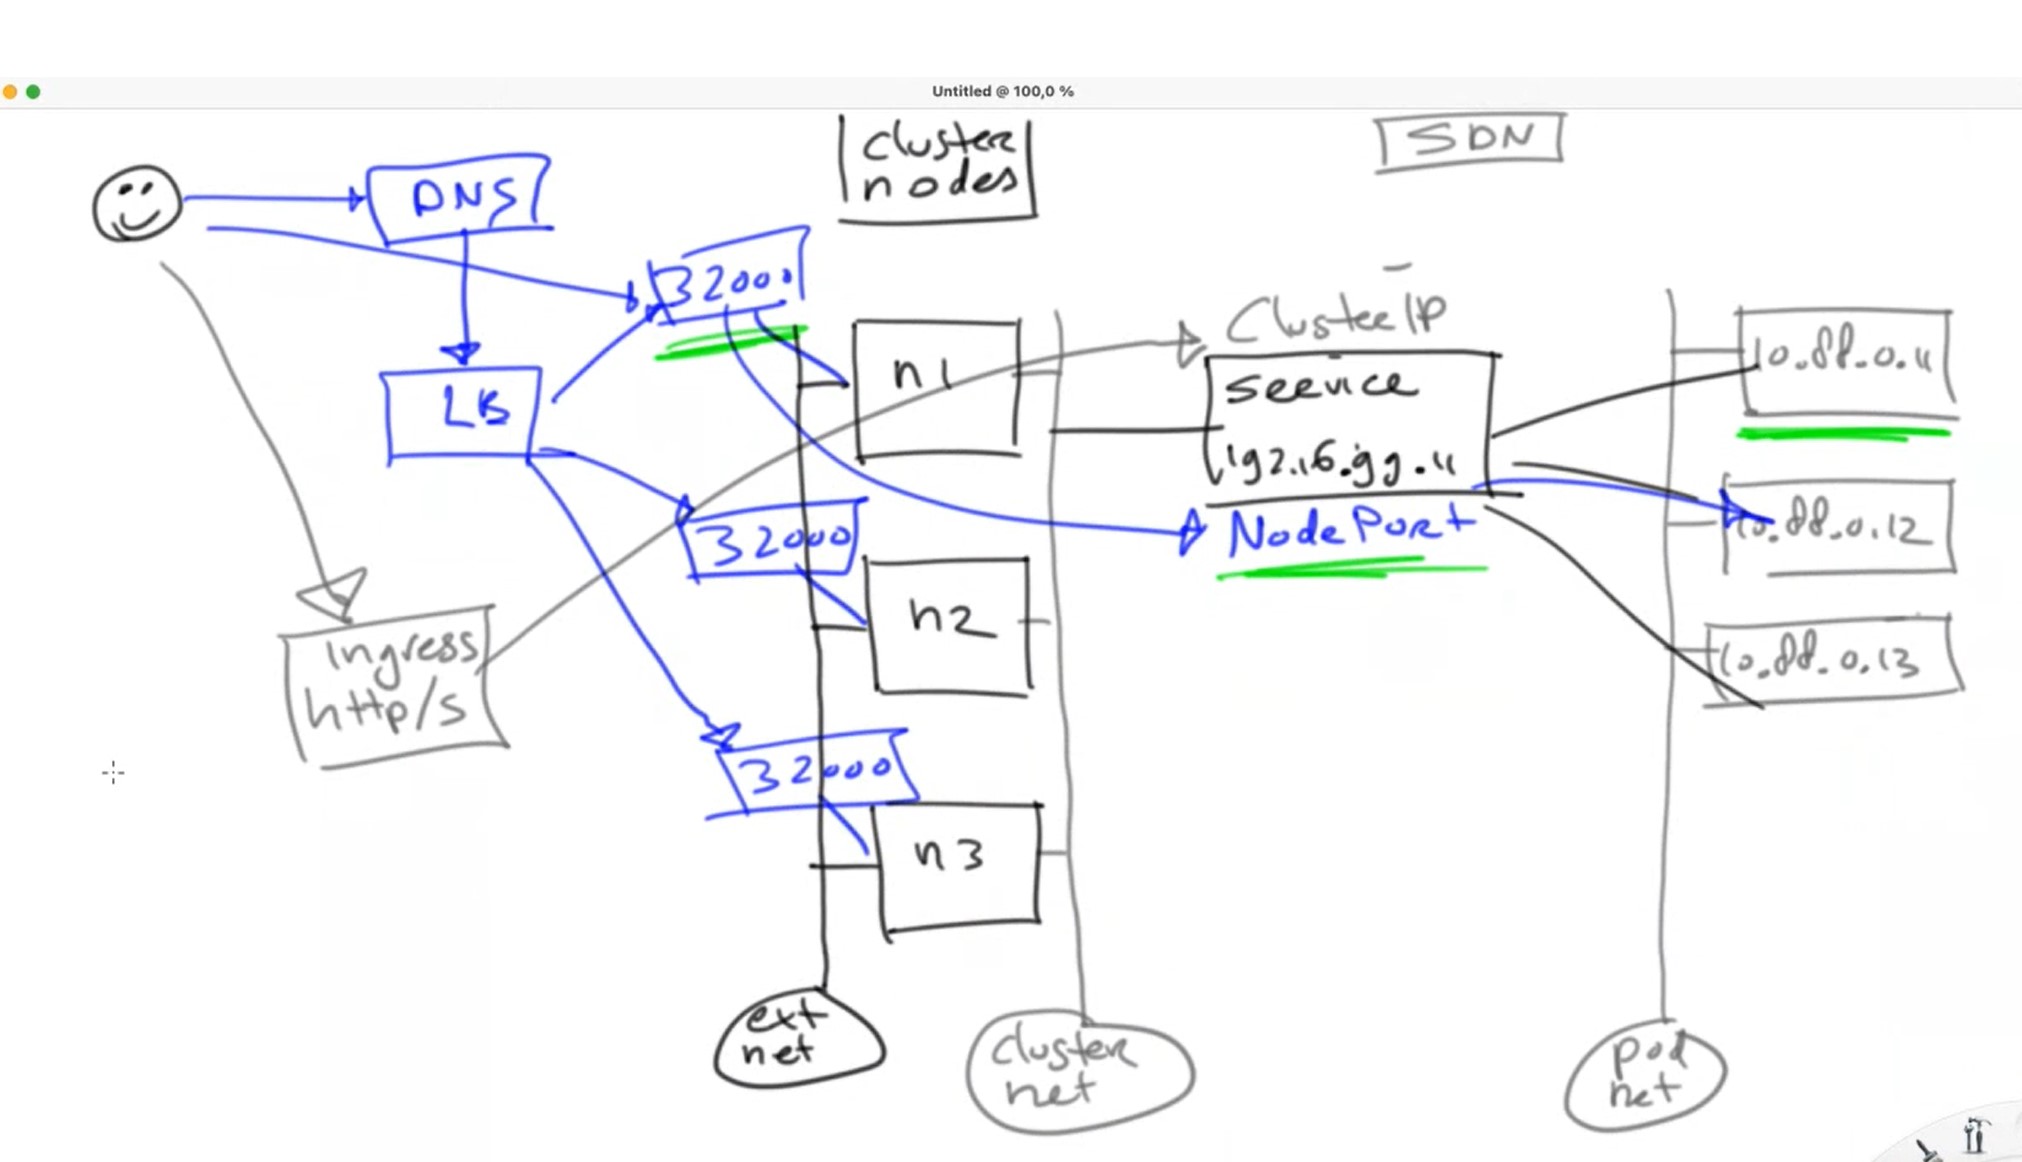 Untitled @ 100,0 %
cluster
nodes
SDN
DNS
32000
ClusterIP
LB
n1
service
192.16.99.11
10.88.0.11
NodePort
10.88.0.12
32000
n2
ingress
http/s
10.88.0.13
32000
n3
ext
net
cluster
net
pod
net